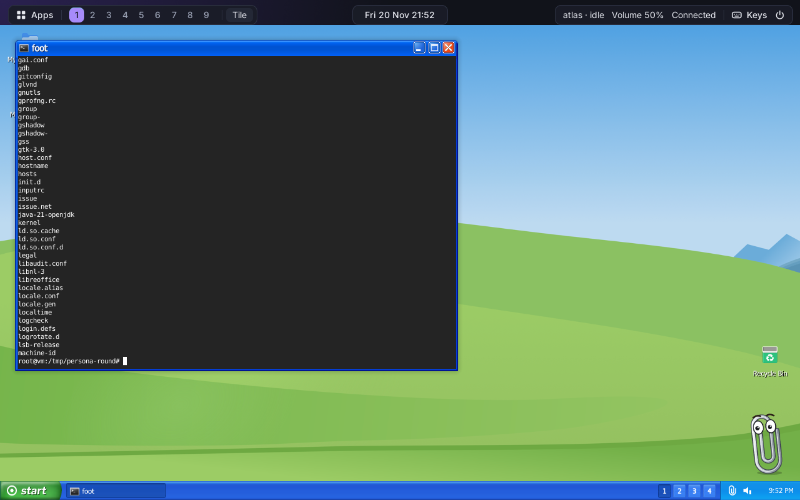 Apps 1 2 3 4 5 6 7 8 9 Tile Fri 20 Nov 21:52 atlas · idle Volume 50% Connected Keys
foot
gai.conf
gdb
gitconfig
glvnd
gnutls
gprofng.rc
group
group-
gshadow
gshadow-
gss
gtk-3.0
host.conf
hostname
hosts
init.d
inputrc
issue
issue.net
java-21-openjdk
kernel
ld.so.cache
ld.so.conf
ld.so.conf.d
legal
libaudit.conf
libnl-3
libreoffice
locale.alias
locale.conf
locale.gen
localtime
logcheck
login.defs
logrotate.d
lsb-release
machine-id
root@vm:/tmp/persona-round#
Recycle Bin
start foot 1 2 3 4 9:52 PM